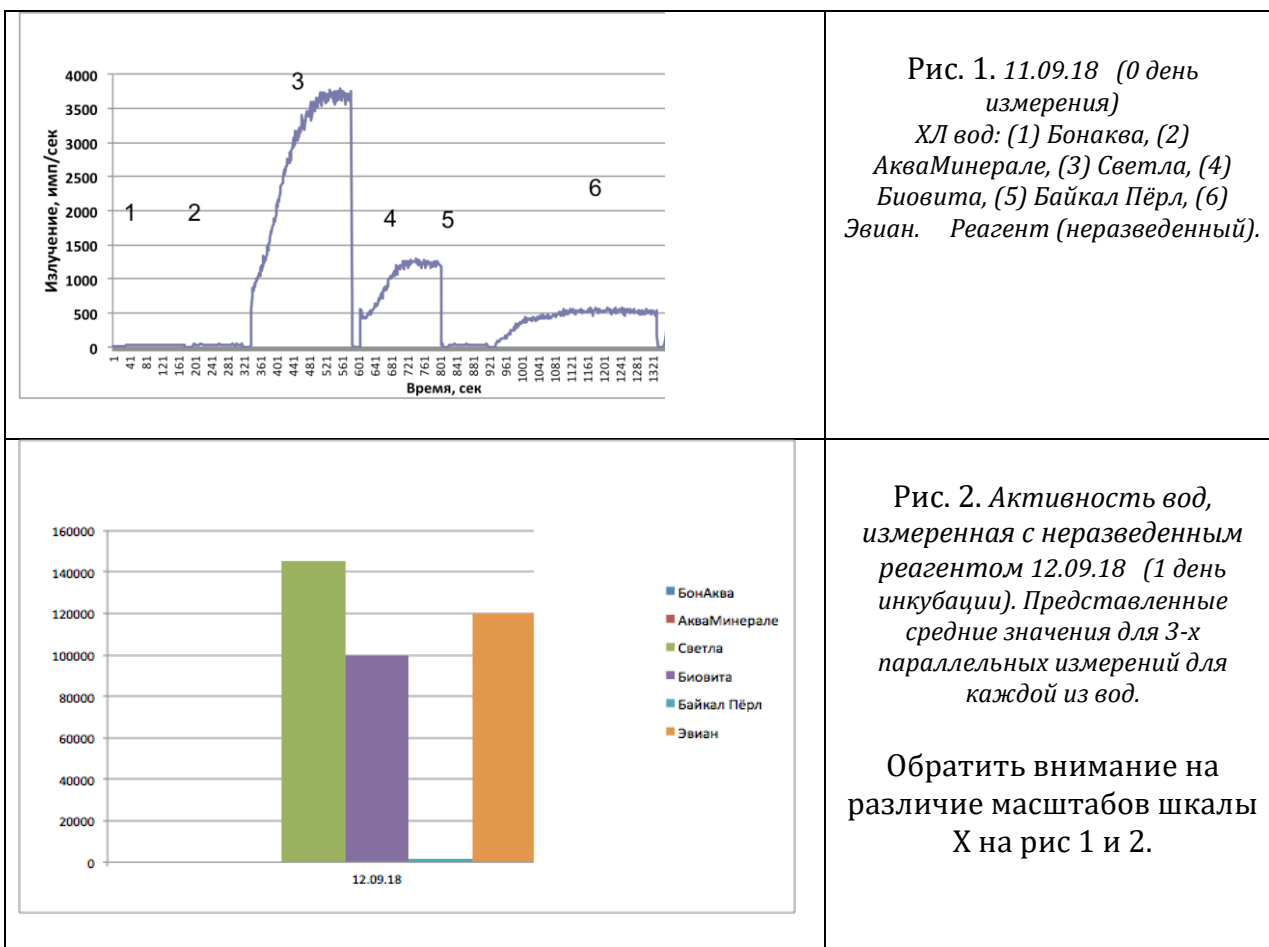 4000
3500
3000
2500
2000
1500
1000
500
0
Излучение, имп/сек
1
2
3
4
5
6
1 41 81 121 161 201 241 281 321 361 401 441 481 521 561 601 641 681 721 761 801 841 881 921 961 1001 1041 1081 1121 1161 1201 1241 1281 1321
Время, сек
Рис. 1. 11.09.18 (0 день
измерения)
ХЛ вод: (1) Бонаква, (2)
АкваМинерале, (3) Светла, (4)
Биовита, (5) Байкал Пёрл, (6)
Эвиан. Реагент (неразведенный).
160000
140000
120000
100000
80000
60000
40000
20000
0
12.09.18
БонАква
АкваМинерале
Светла
Биовита
Байкал Пёрл
Эвиан
Рис. 2. Активность вод,
измеренная с неразведенным
реагентом 12.09.18 (1 день
инкубации). Представленные
средние значения для 3-х
параллельных измерений для
каждой из вод.
Обратить внимание на
различие масштабов шкалы
Х на рис 1 и 2.